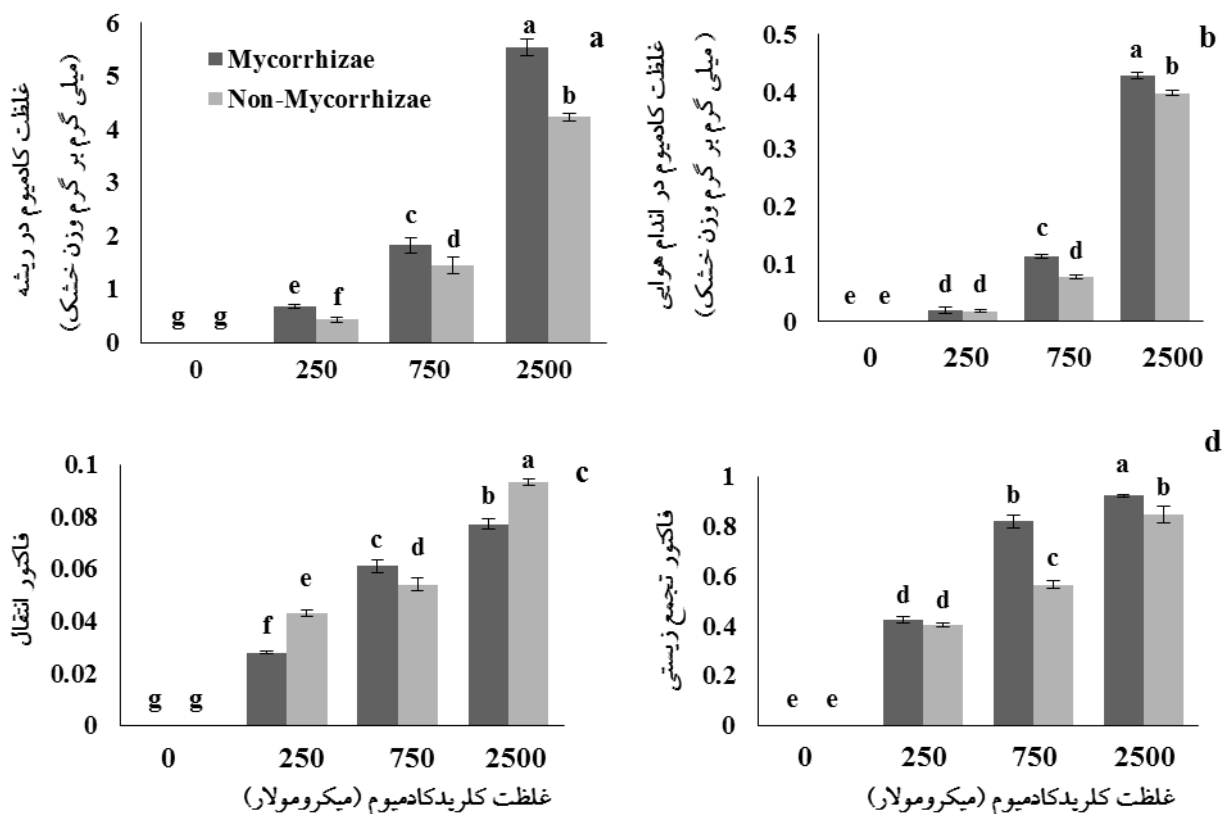 a
غلظت کادمیوم در ریشه
(میلی گرم بر گرم وزن خشک)
6
5
4
3
2
1
0
Mycorrhizae
Non-Mycorrhizae
g g e f c d a b
0 250 750 2500
b
غلظت کادمیوم در اندام هوایی
(میلی گرم بر گرم وزن خشک)
0.5
0.4
0.3
0.2
0.1
0
e e d d c d a b
0 250 750 2500
c
فاکتور انتقال
0.1
0.08
0.06
0.04
0.02
0
g g f e c d b a
0 250 750 2500
غلظت کلریدکادمیوم (میکرومولار)
d
فاکتور تجمع زیستی
1
0.8
0.6
0.4
0.2
0
e e d d b c a b
0 250 750 2500
غلظت کلریدکادمیوم (میکرومولار)